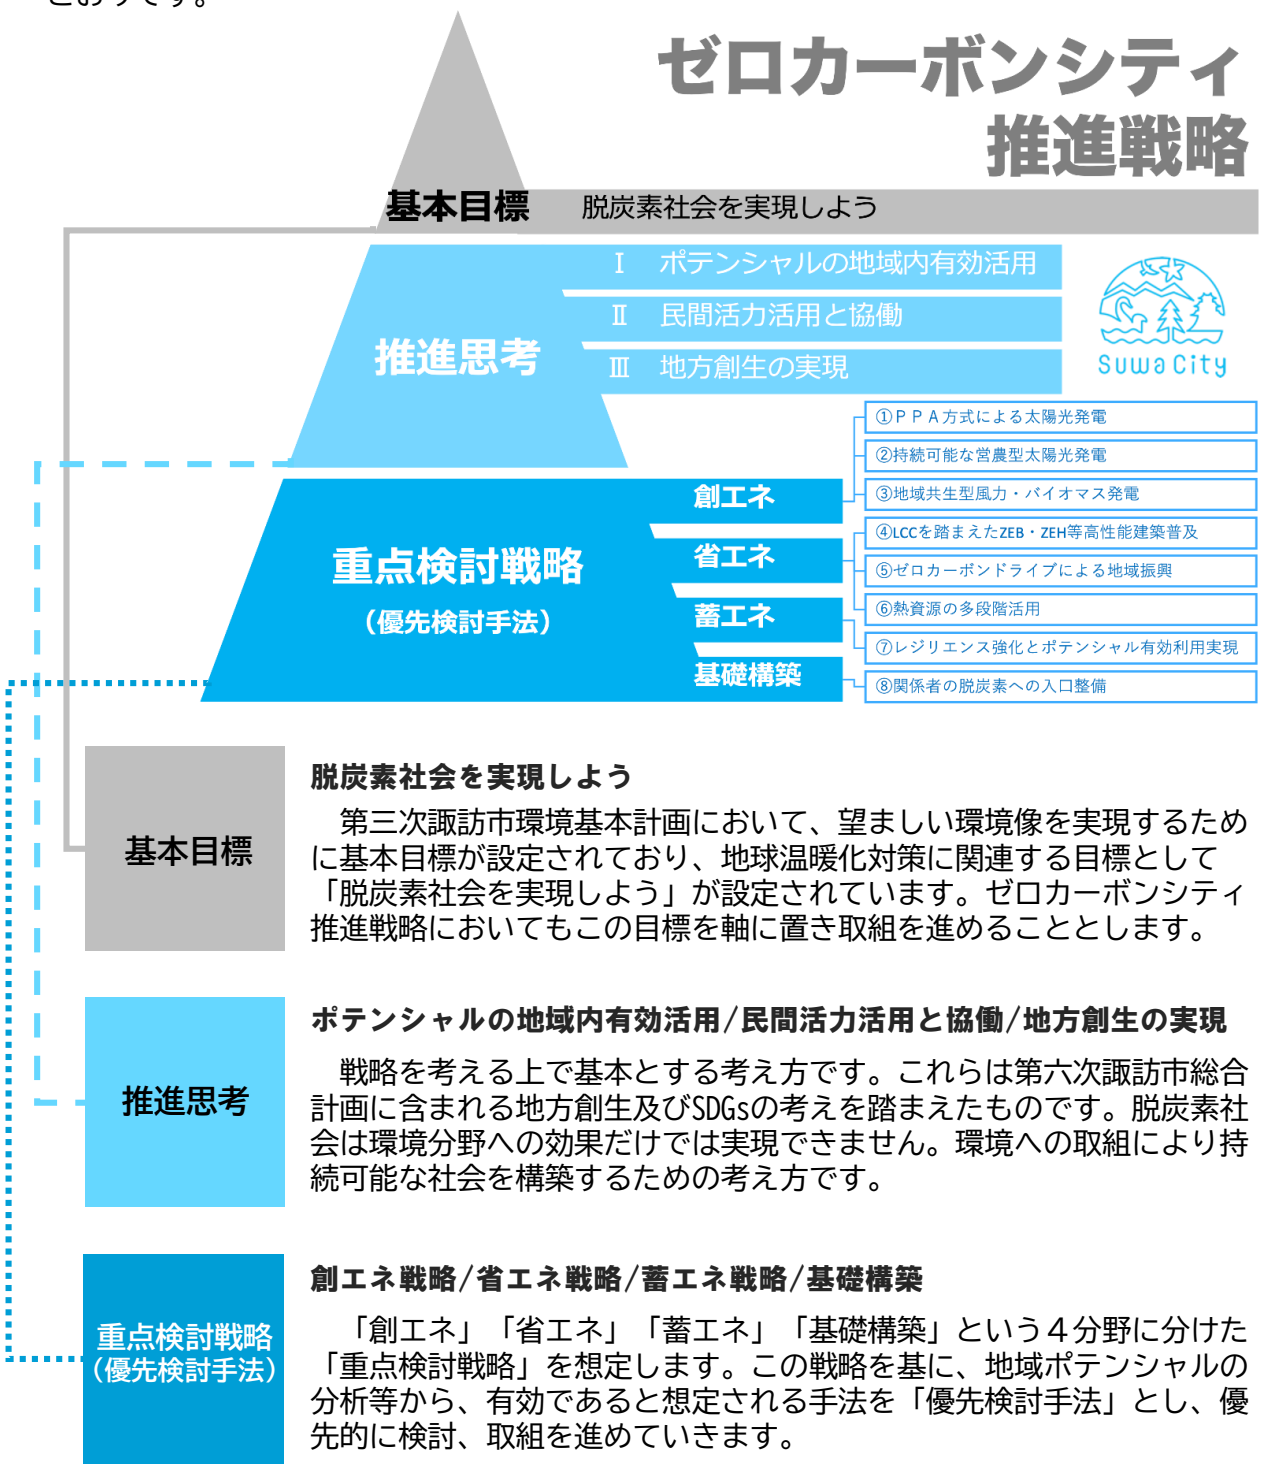 とおりです。
ゼロカーボンシティ
推進戦略
基本目標 脱炭素社会を実現しよう
Ⅰ ポテンシャルの地域内有効活用
Ⅱ 民間活力活用と協働
推進思考
Ⅲ 地方創生の実現
Suwa City
①ＰＰＡ方式による太陽光発電
②持続可能な営農型太陽光発電
創エネ
③地域共生型風力・バイオマス発電
④LCCを踏まえたZEB・ZEH等高性能建築普及
省エネ
重点検討戦略
⑤ゼロカーボンドライブによる地域振興
⑥熱資源の多段階活用
蓄エネ
（優先検討手法）
⑦レジリエンス強化とポテンシャル有効利用実現
基礎構築
⑧関係者の脱炭素への入口整備
基本目標
脱炭素社会を実現しよう
第三次諏訪市環境基本計画において、望ましい環境像を実現するため
に基本目標が設定されており、地球温暖化対策に関連する目標として
「脱炭素社会を実現しよう」が設定されています。ゼロカーボンシティ
推進戦略においてもこの目標を軸に置き取組を進めることとします。
推進思考
ポテンシャルの地域内有効活用/民間活力活用と協働/地方創生の実現
戦略を考える上で基本とする考え方です。これらは第六次諏訪市総合
計画に含まれる地方創生及びSDGsの考えを踏まえたものです。脱炭素社
会は環境分野への効果だけでは実現できません。環境への取組により持
続可能な社会を構築するための考え方です。
重点検討戦略
（優先検討手法）
創エネ戦略/省エネ戦略/蓄エネ戦略/基礎構築
「創エネ」「省エネ」「蓄エネ」「基礎構築」という４分野に分けた
「重点検討戦略」を想定します。この戦略を基に、地域ポテンシャルの
分析等から、有効であると想定される手法を「優先検討手法」とし、優
先的に検討、取組を進めていきます。